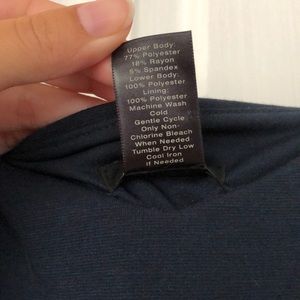 Upper Body:
77% Polyester
18% Rayon
5% Spandex
Lower Body:
100% Polyester
Lining:
100% Polyester
Machine Wash
Cold
Gentle Cycle
Only Non-
Chlorine Bleach
When Needed
Tumble Dry Low
Cool Iron
If Needed